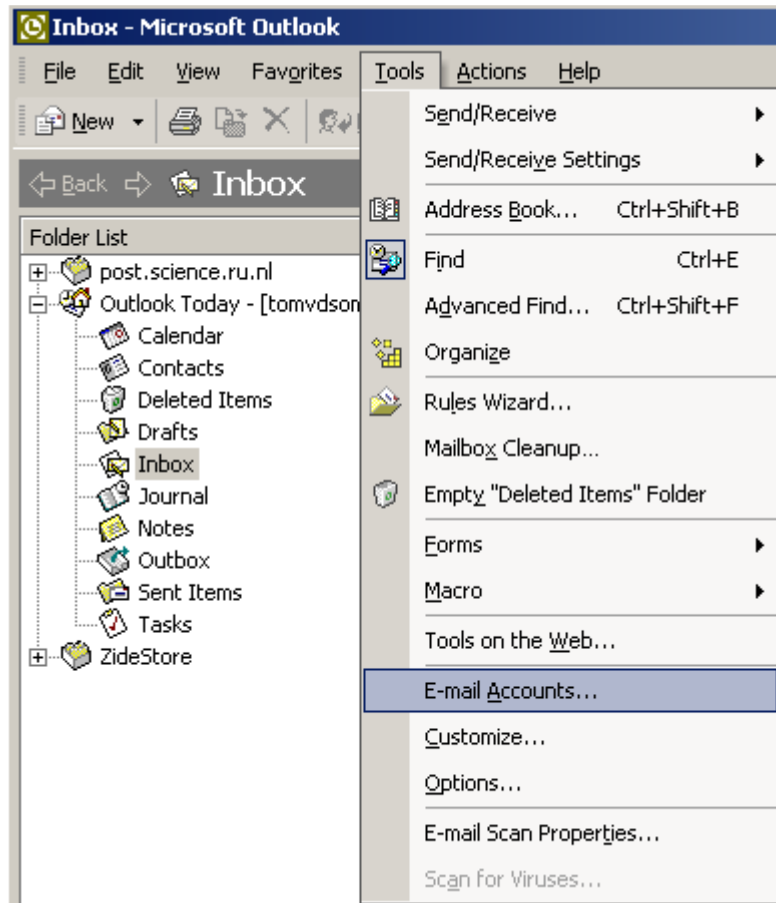 Inbox - Microsoft Outlook
File Edit View Favorites Tools Actions Help
New
Back Inbox
Folder List
post.science.ru.nl
Outlook Today - [tomvdson
Calendar
Contacts
Deleted Items
Drafts
Inbox
Journal
Notes
Outbox
Sent Items
Tasks
ZideStore
Send/Receive
Send/Receive Settings
Address Book... Ctrl+Shift+B
Find Ctrl+E
Advanced Find... Ctrl+Shift+F
Organize
Rules Wizard...
Mailbox Cleanup...
Empty "Deleted Items" Folder
Forms
Macro
Tools on the Web...
E-mail Accounts...
Customize...
Options...
E-mail Scan Properties...
Scan for Viruses...